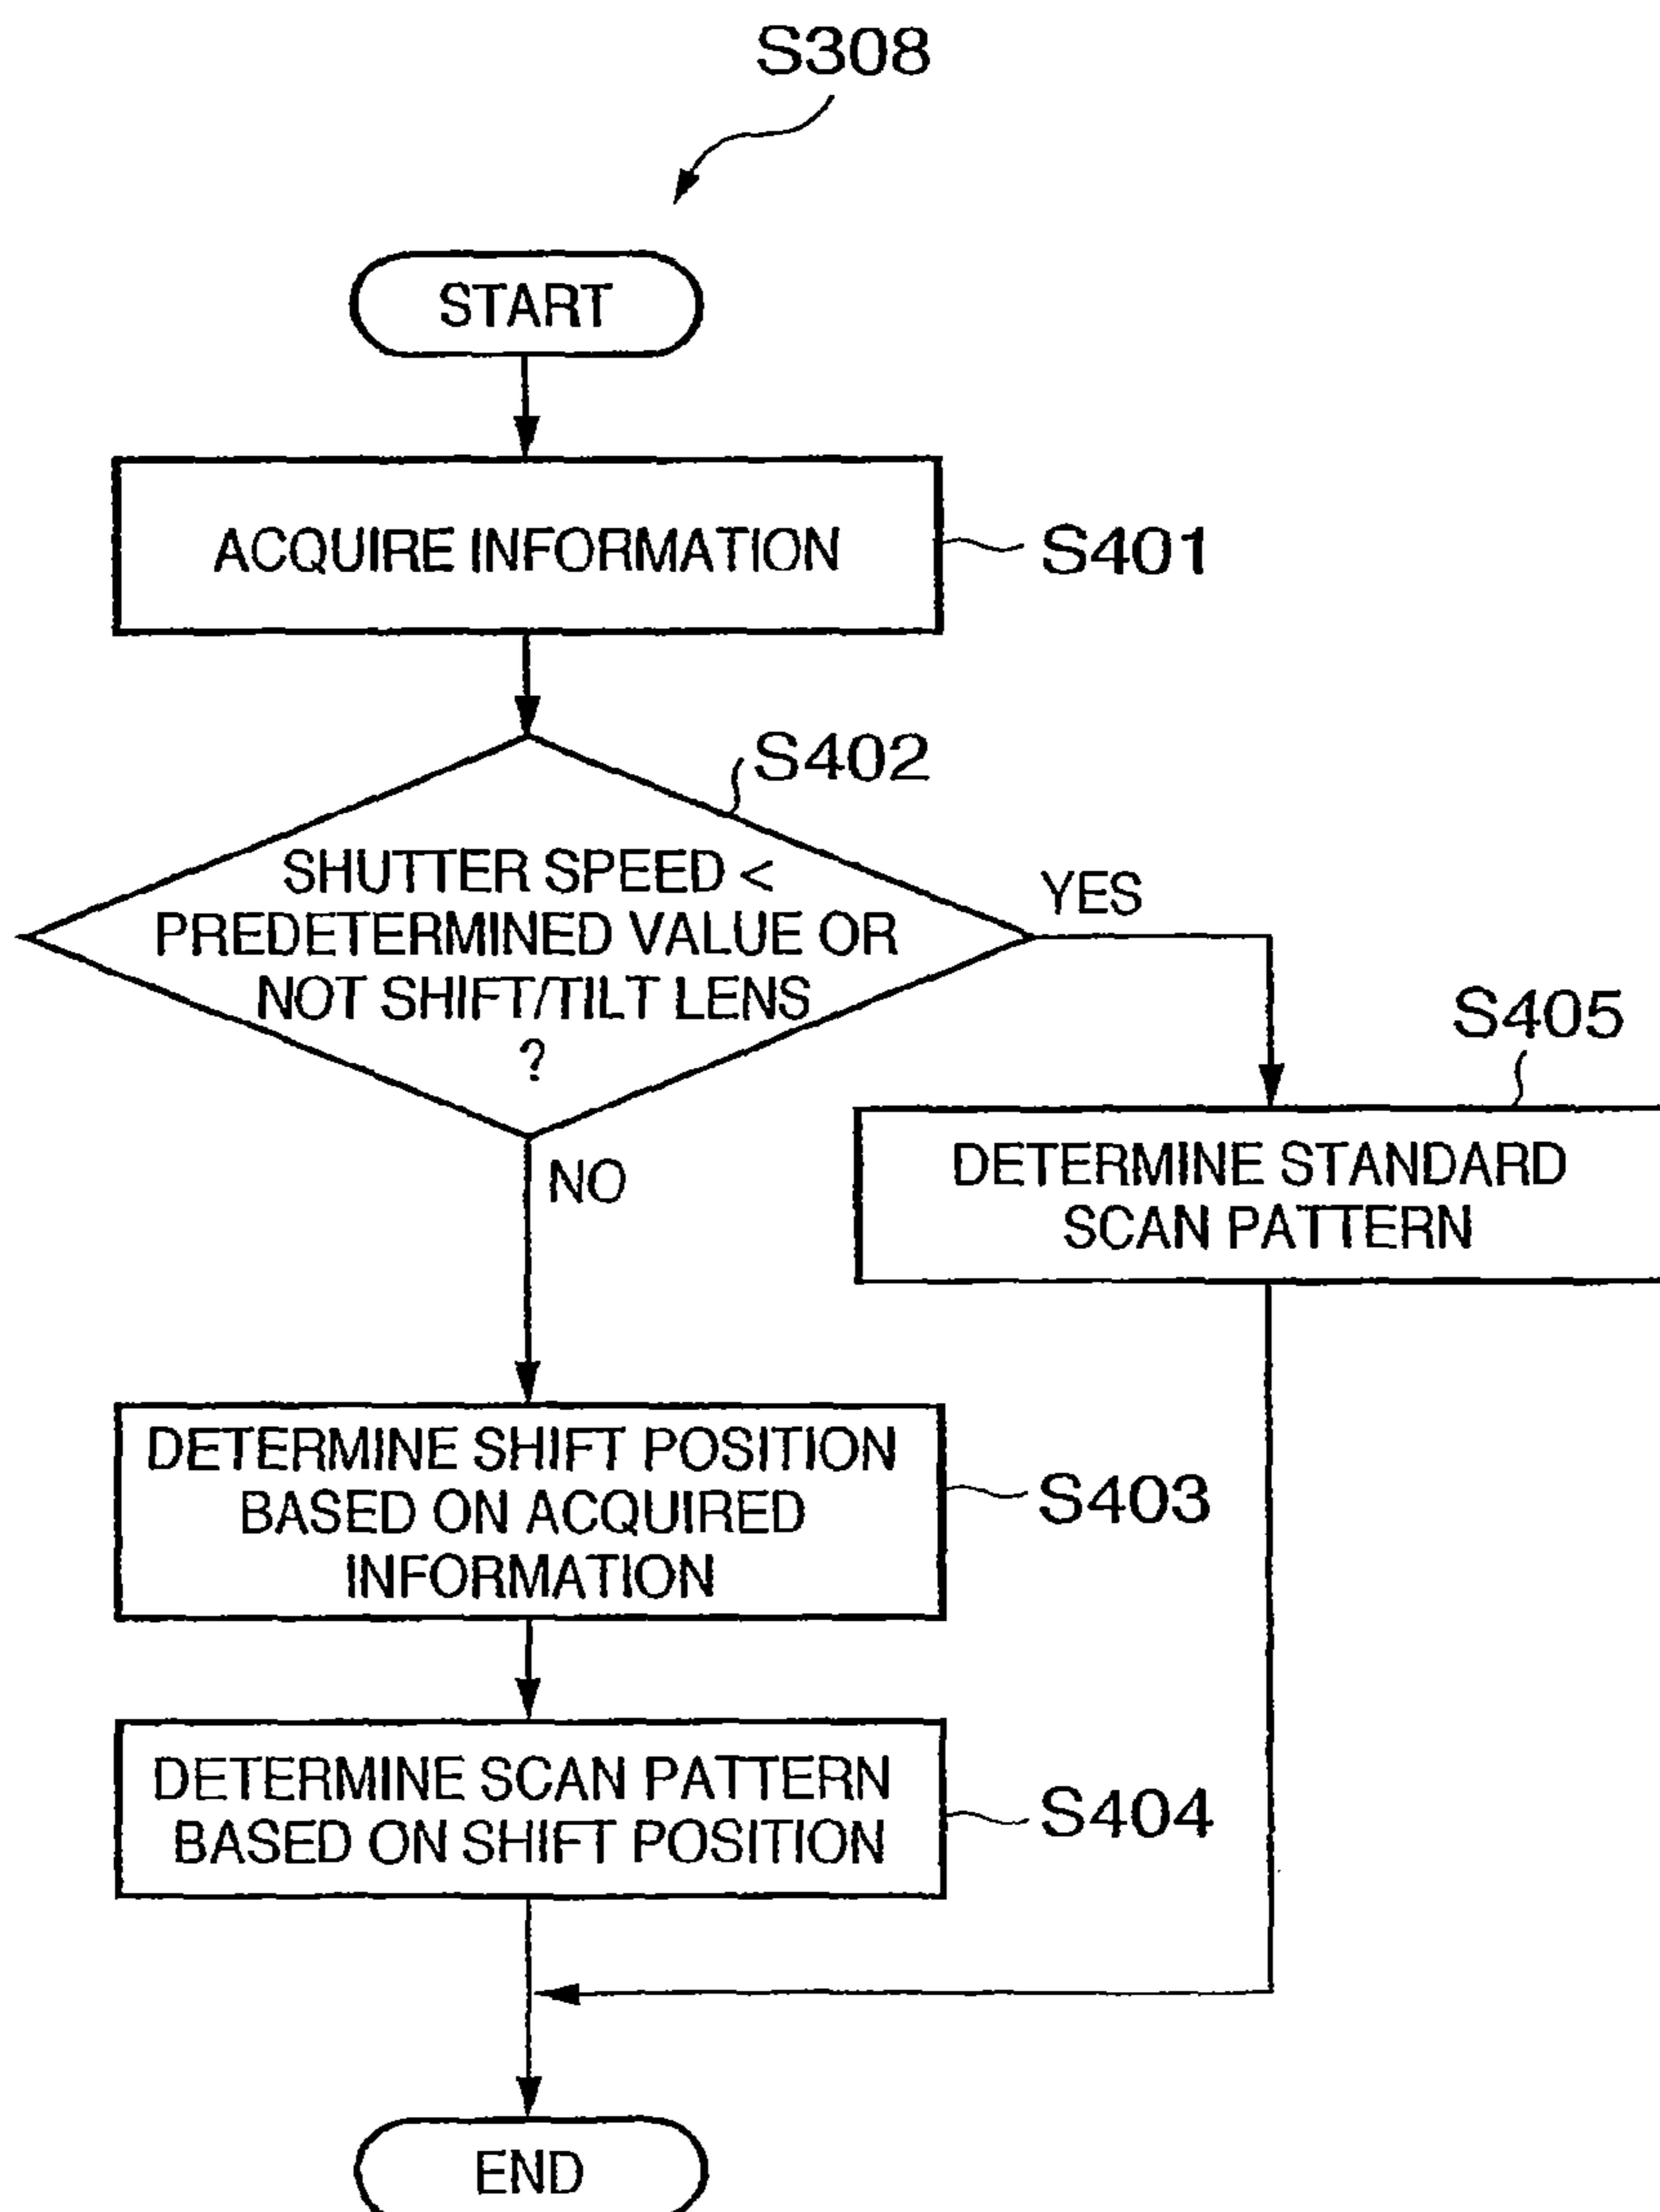 S308
START
ACQUIRE INFORMATION
S401
S402
SHUTTER SPEED <
PREDETERMINED VALUE OR
NOT SHIFT/TILT LENS
?
YES
NO
S405
DETERMINE STANDARD
SCAN PATTERN
DETERMINE SHIFT POSITION
BASED ON ACQUIRED
INFORMATION
S403
DETERMINE SCAN PATTERN
BASED ON SHIFT POSITION
S404
END